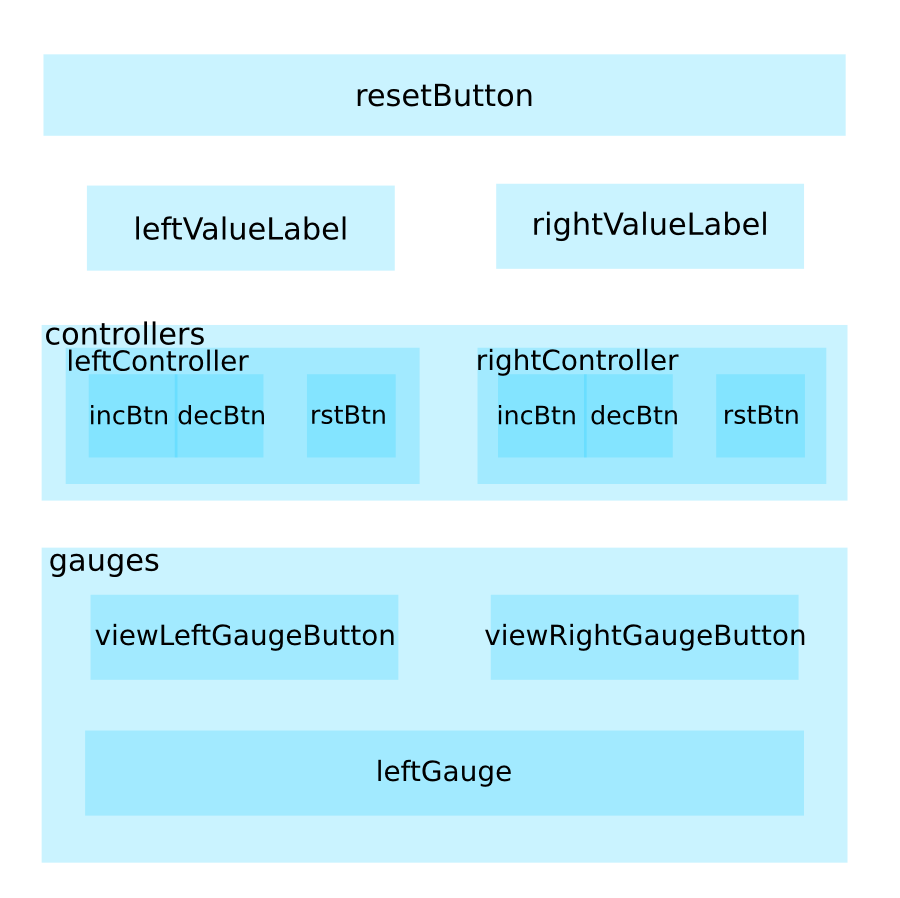 resetButton
leftValueLabel
rightValueLabel
controllers
leftController
rightController
incBtn
decBtn
rstBtn
incBtn
decBtn
rstBtn
gauges
viewLeftGaugeButton
viewRightGaugeButton
leftGauge